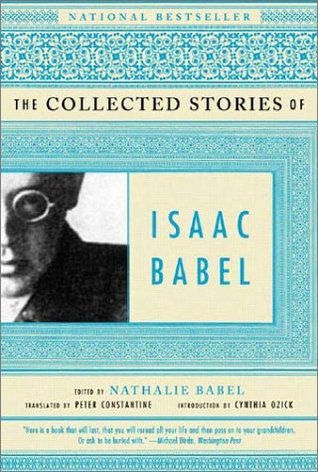 NATIONAL BESTSELLER
THE COLLECTED STORIES OF
ISAAC
BABEL
EDITED BY NATHALIE BABEL
TRANSLATED BY PETER CONSTANTINE INTRODUCTION BY CYNTHIA OZICK
"Here is a book that will last, that you will reread all your life and then pass on to your grandchildren.
Or ask to be buried with." —Michael Dirda, Washington Post